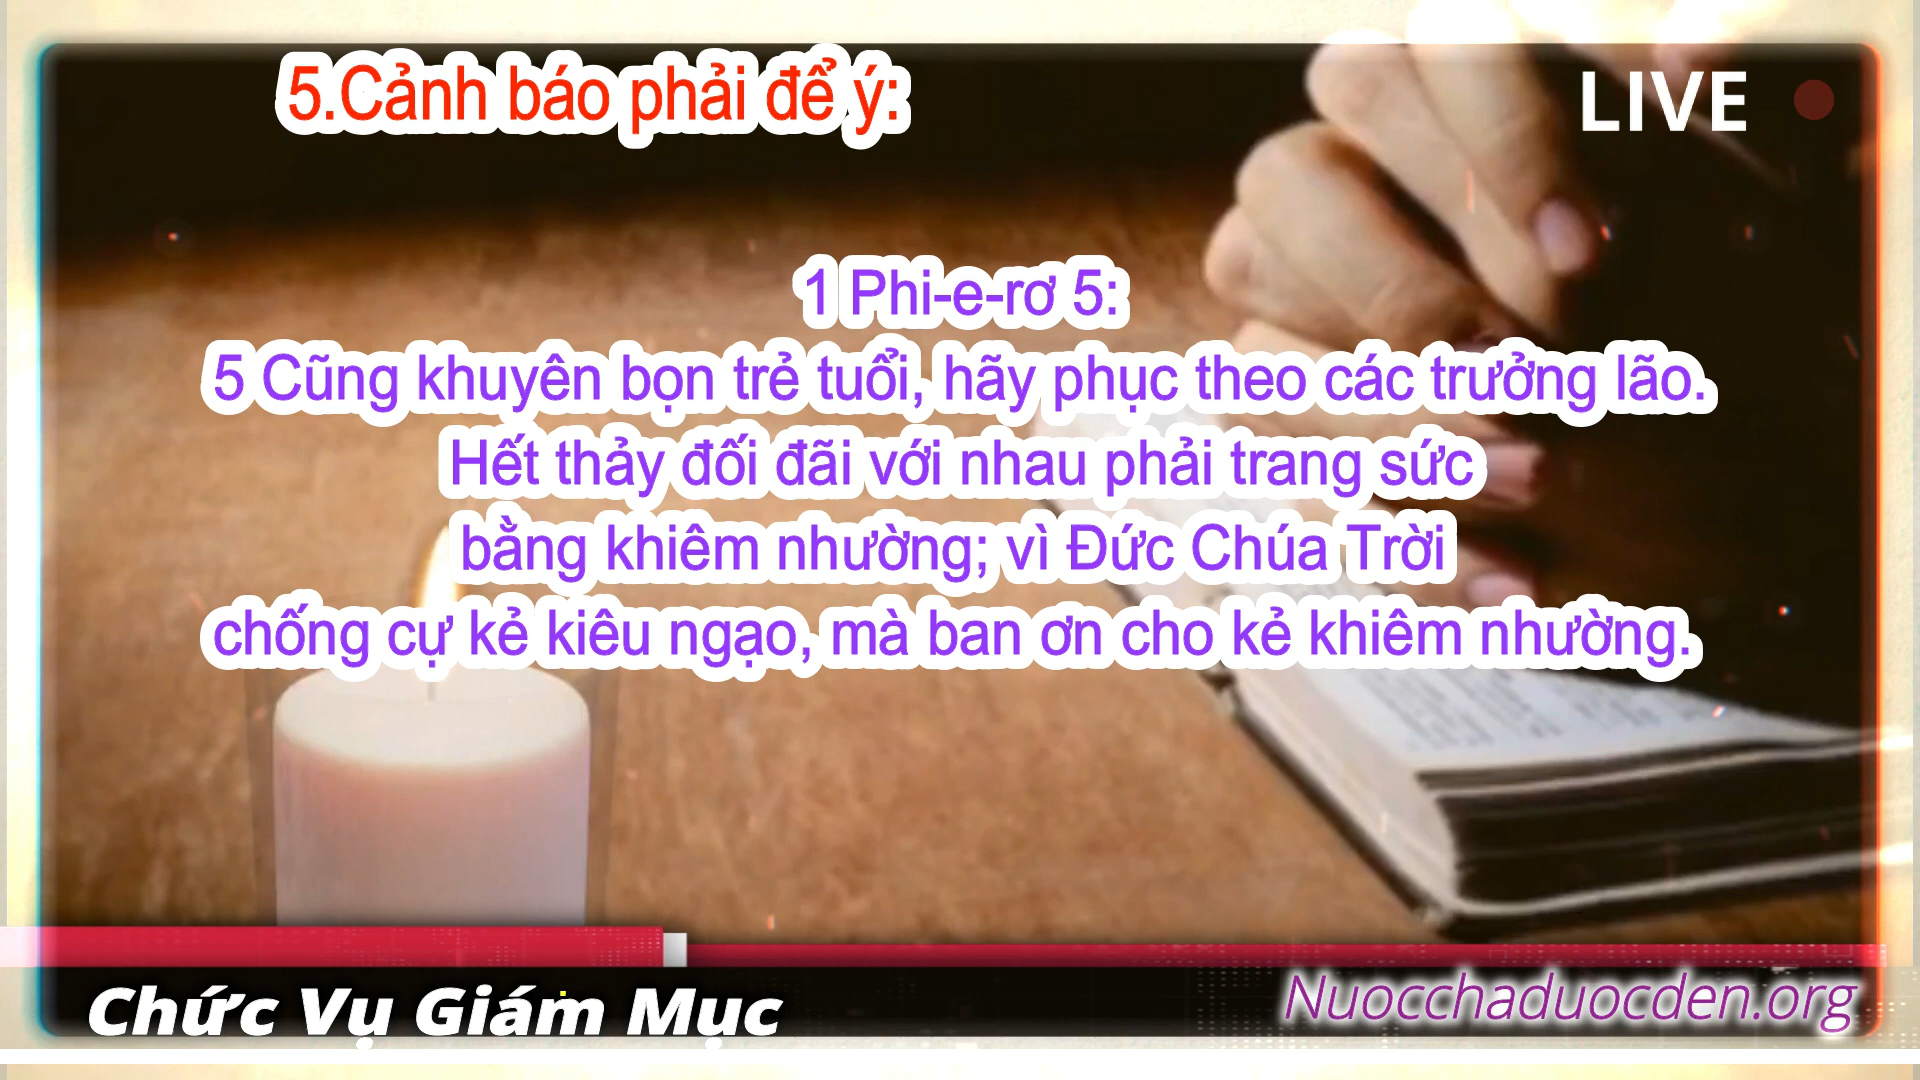 5.Cảnh báo phải để ý:
LIVE
1 Phi-e-rơ 5:
5 Cũng khuyên bọn trẻ tuổi, hãy phục theo các trưởng lão.
Hết thảy đối đãi với nhau phải trang sức
bằng khiêm nhường; vì Đức Chúa Trời
chống cự kẻ kiêu ngạo, mà ban ơn cho kẻ khiêm nhường.
Chức Vụ Giám Mục
Nuocchaduocden.org